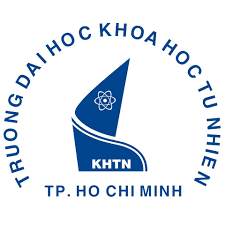 TRUONG DAI HOC KHOA HOC TU NHIEN
KHTN
TP. HO CHI MINH